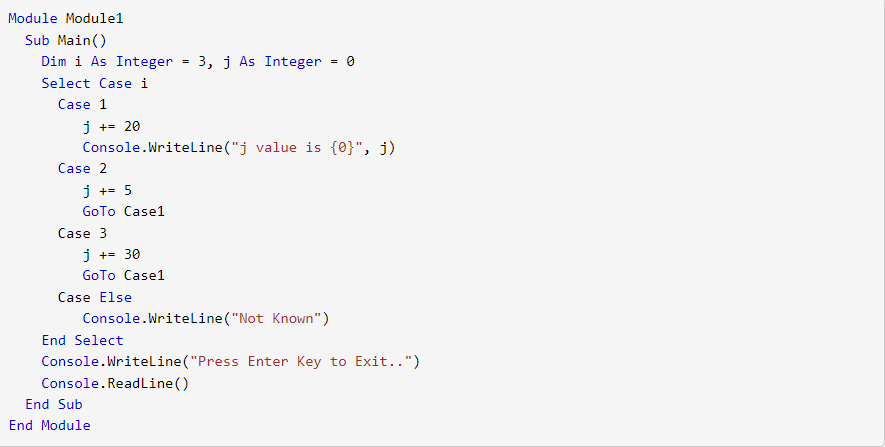 Module Module1
Sub Main()
Dim i As Integer = 3, j As Integer = 0
Select Case i
Case 1
j += 20
Console.WriteLine("j value is {0}", j)
Case 2
j += 5
GoTo Case1
Case 3
j += 30
GoTo Case1
Case Else
Console.WriteLine("Not Known")
End Select
Console.WriteLine("Press Enter Key to Exit..")
Console.ReadLine()
End Sub
End Module